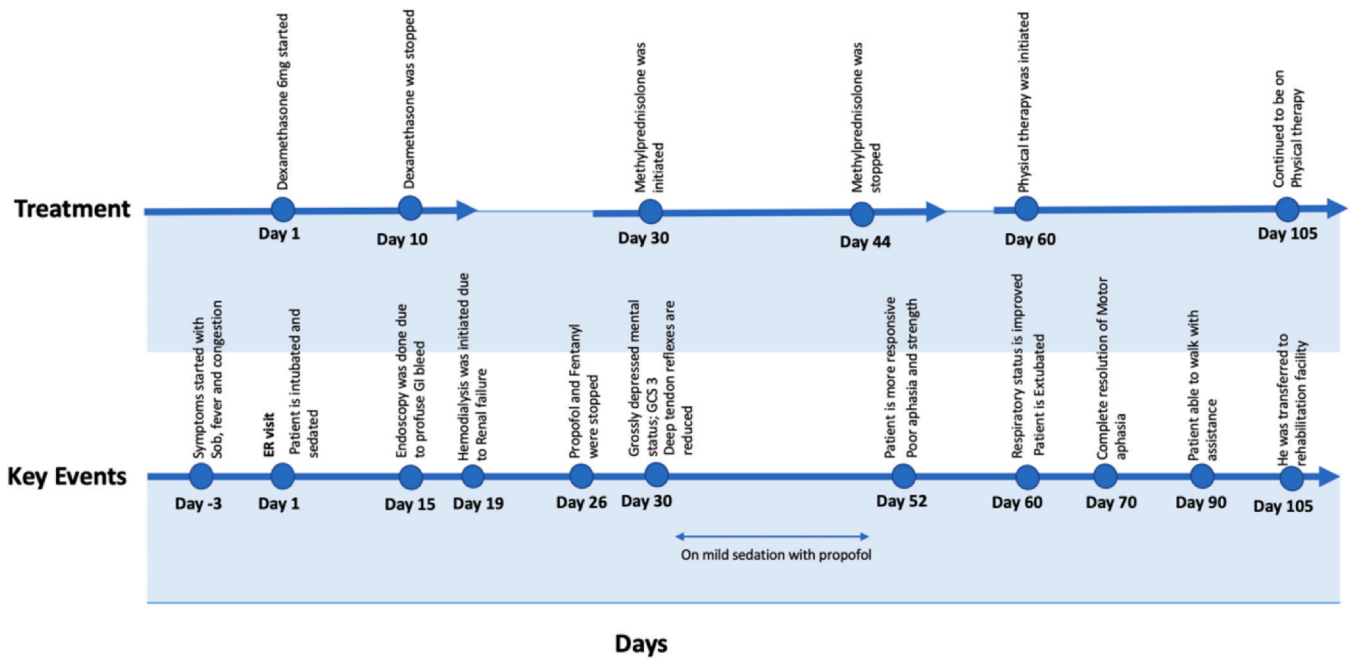 Dexamethasone 6mg started
Dexamethasone was stopped
Methylprednisolone was
initiated
Methylprednisolone was
stopped
Physical therapy was initiated
Continued to be on
Physical therapy
Treatment
Day 1
Day 10
Day 30
Day 44
Day 60
Day 105
Symptoms started with
Sob, fever and congestion
ER visit
Patient is intubated and
sedated
Endoscopy was done due
to profuse GI bleed
Hemodialysis was initiated due
to Renal failure
Propofol and Fentanyl
were stopped
Grossly depressed mental
status; GCS 3
Deep tendon reflexes are
reduced
Patient is more responsive
Poor aphasia and strength
Respiratory status is improved
Patient is Extubated
Complete resolution of Motor
aphasia
Patient able to walk with
assistance
He was transferred to
rehabilitation facility
Key Events
Day -3
Day 1
Day 15
Day 19
Day 26
Day 30
Day 52
Day 60
Day 70
Day 90
Day 105
On mild sedation with propofol
Days